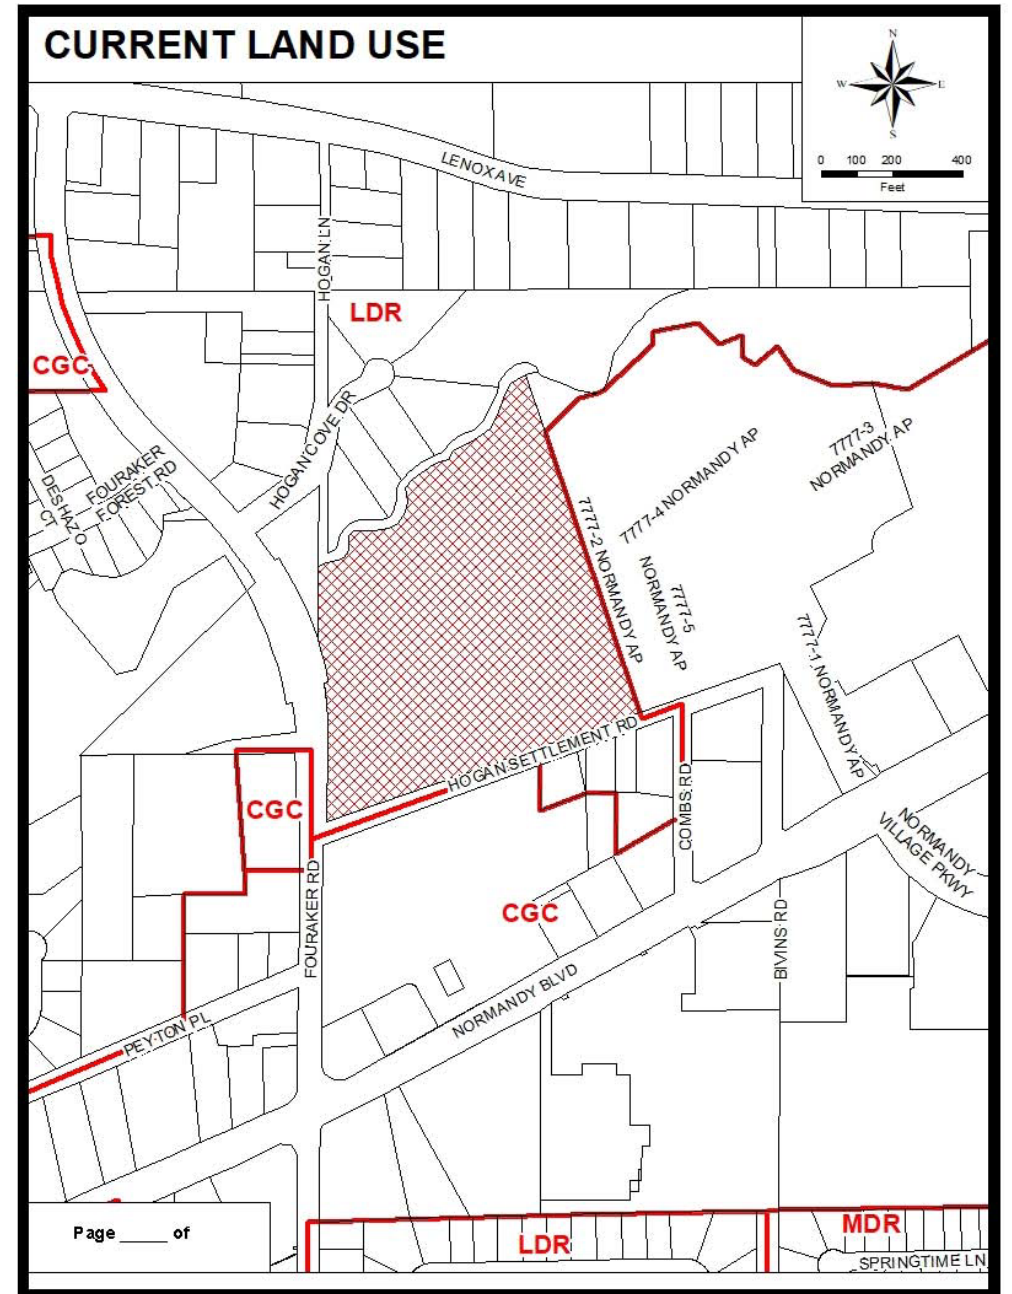 CURRENT LAND USE
N
W
E
S
0 100 200 400
Feet
LENOX AVE
HOGAN LN
LDR
CGC
HOGAN COVE DR
FOURAKER
FOREST RD
DESHAZO
CT
7777-3
NORMANDY AP
7777-4 NORMANDY AP
7777-2 NORMANDY AP
7777-5
NORMANDY AP
7777-1 NORMANDY AP
HOGAN SETTLEMENT RD
CGC
COMBS RD
NORMANDY
VILLAGE PKWY
FOURAKER RD
CGC
BIVINS RD
NORMANDY BLVD
PEYTON PL
Page _____ of
LDR
MDR
SPRINGTIME LN